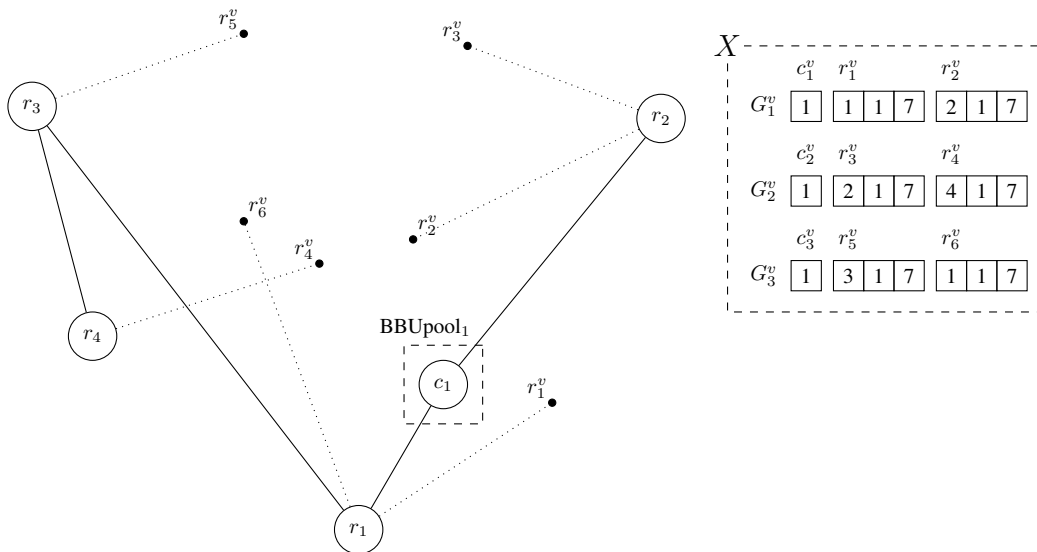 r_5^v
r_3^v
X
r_3
r_2
c_1^v r_1^v r_2^v
G_1^v 1 1 1 7 2 1 7
c_2^v r_3^v r_4^v
G_2^v 1 2 1 7 4 1 7
r_6^v
r_2^v
r_4^v
c_3^v r_5^v r_6^v
G_3^v 1 3 1 7 1 1 7
r_4
BBUpool_1
c_1
r_1^v
r_1